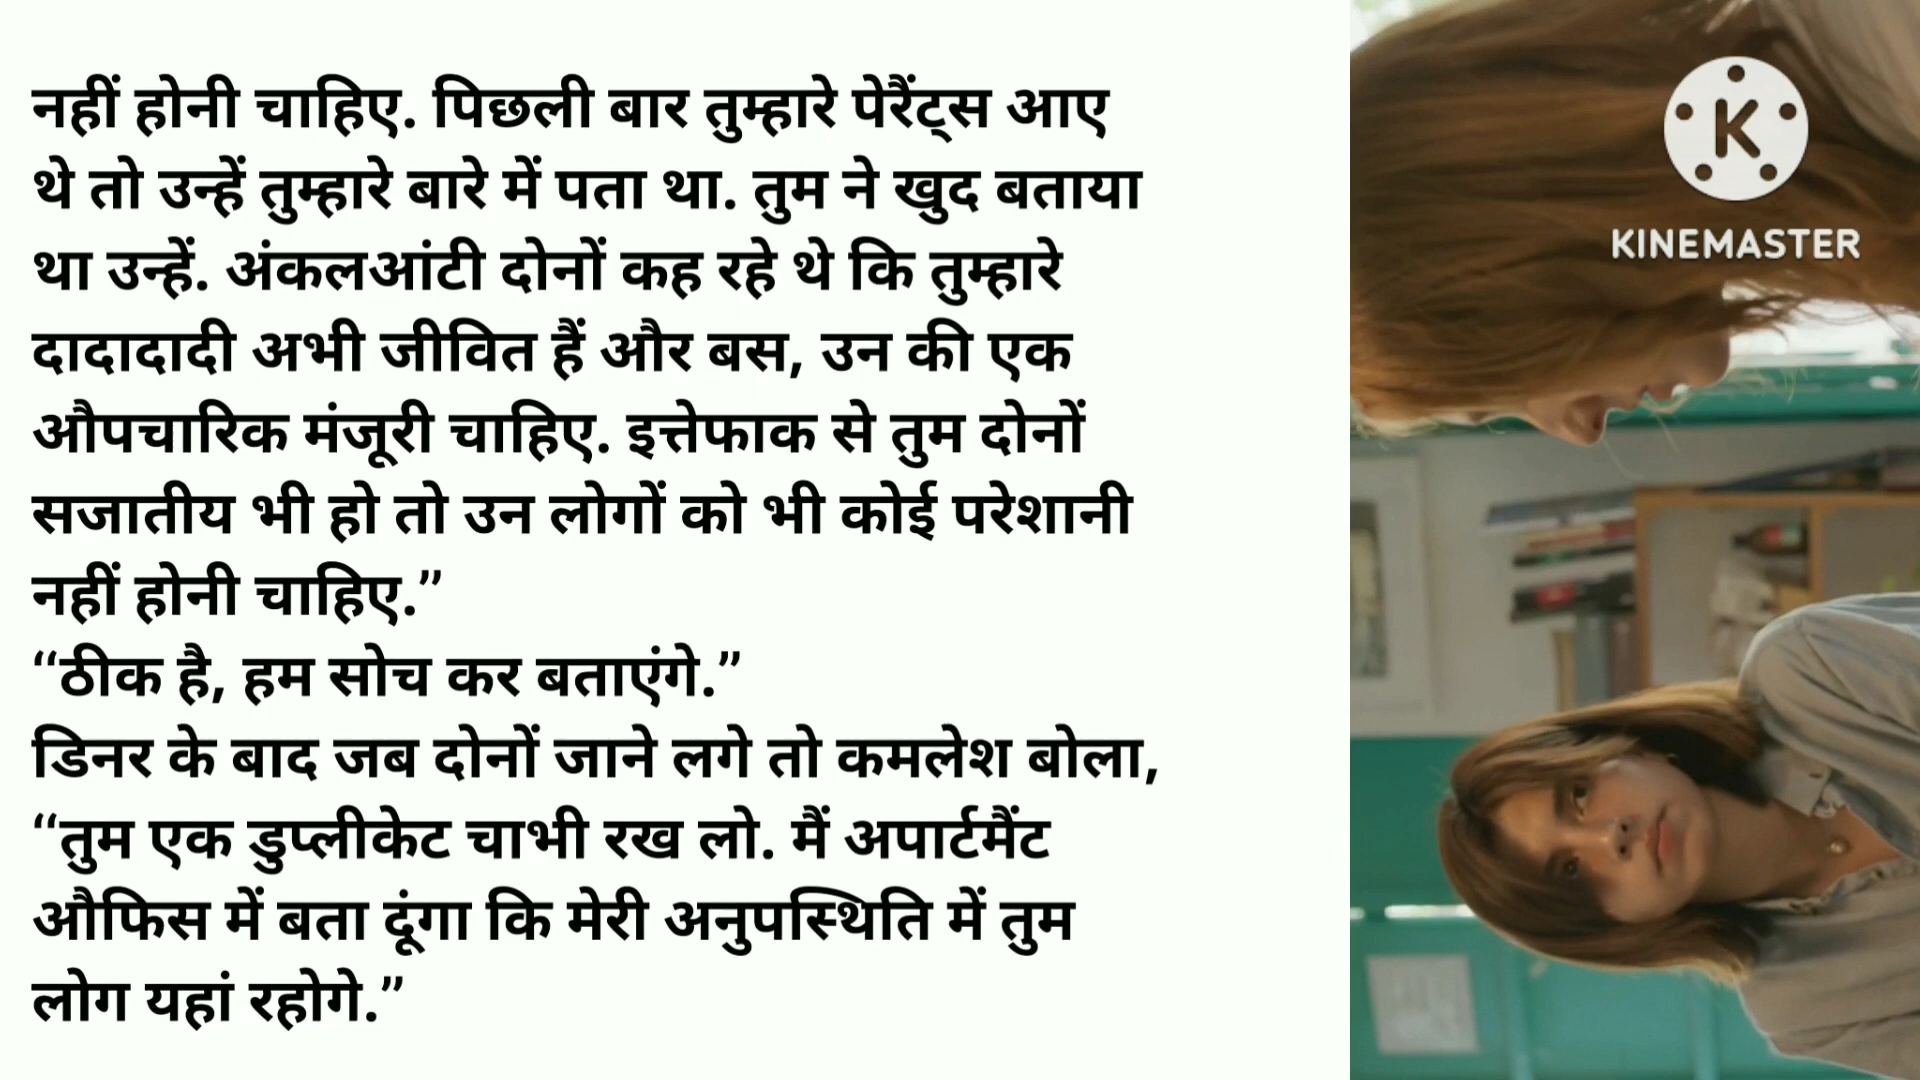 नहीं होनी चाहिए. पिछली बार तुम्हारे पेरैंट्स आए
थे तो उन्हें तुम्हारे बारे में पता था. तुम ने खुद बताया
था उन्हें. अंकलआंटी दोनों कह रहे थे कि तुम्हारे
दादादादी अभी जीवित हैं और बस, उन की एक
औपचारिक मंजूरी चाहिए. इत्तेफाक से तुम दोनों
सजातीय भी हो तो उन लोगों को भी कोई परेशानी
नहीं होनी चाहिए.”
“ठीक है, हम सोच कर बताएंगे.”
डिनर के बाद जब दोनों जाने लगे तो कमलेश बोला,
“तुम एक डुप्लीकेट चाभी रख लो. मैं अपार्टमैंट
औफिस में बता दूंगा कि मेरी अनुपस्थिति में तुम
लोग यहां रहोगे.”
K
KINEMASTER